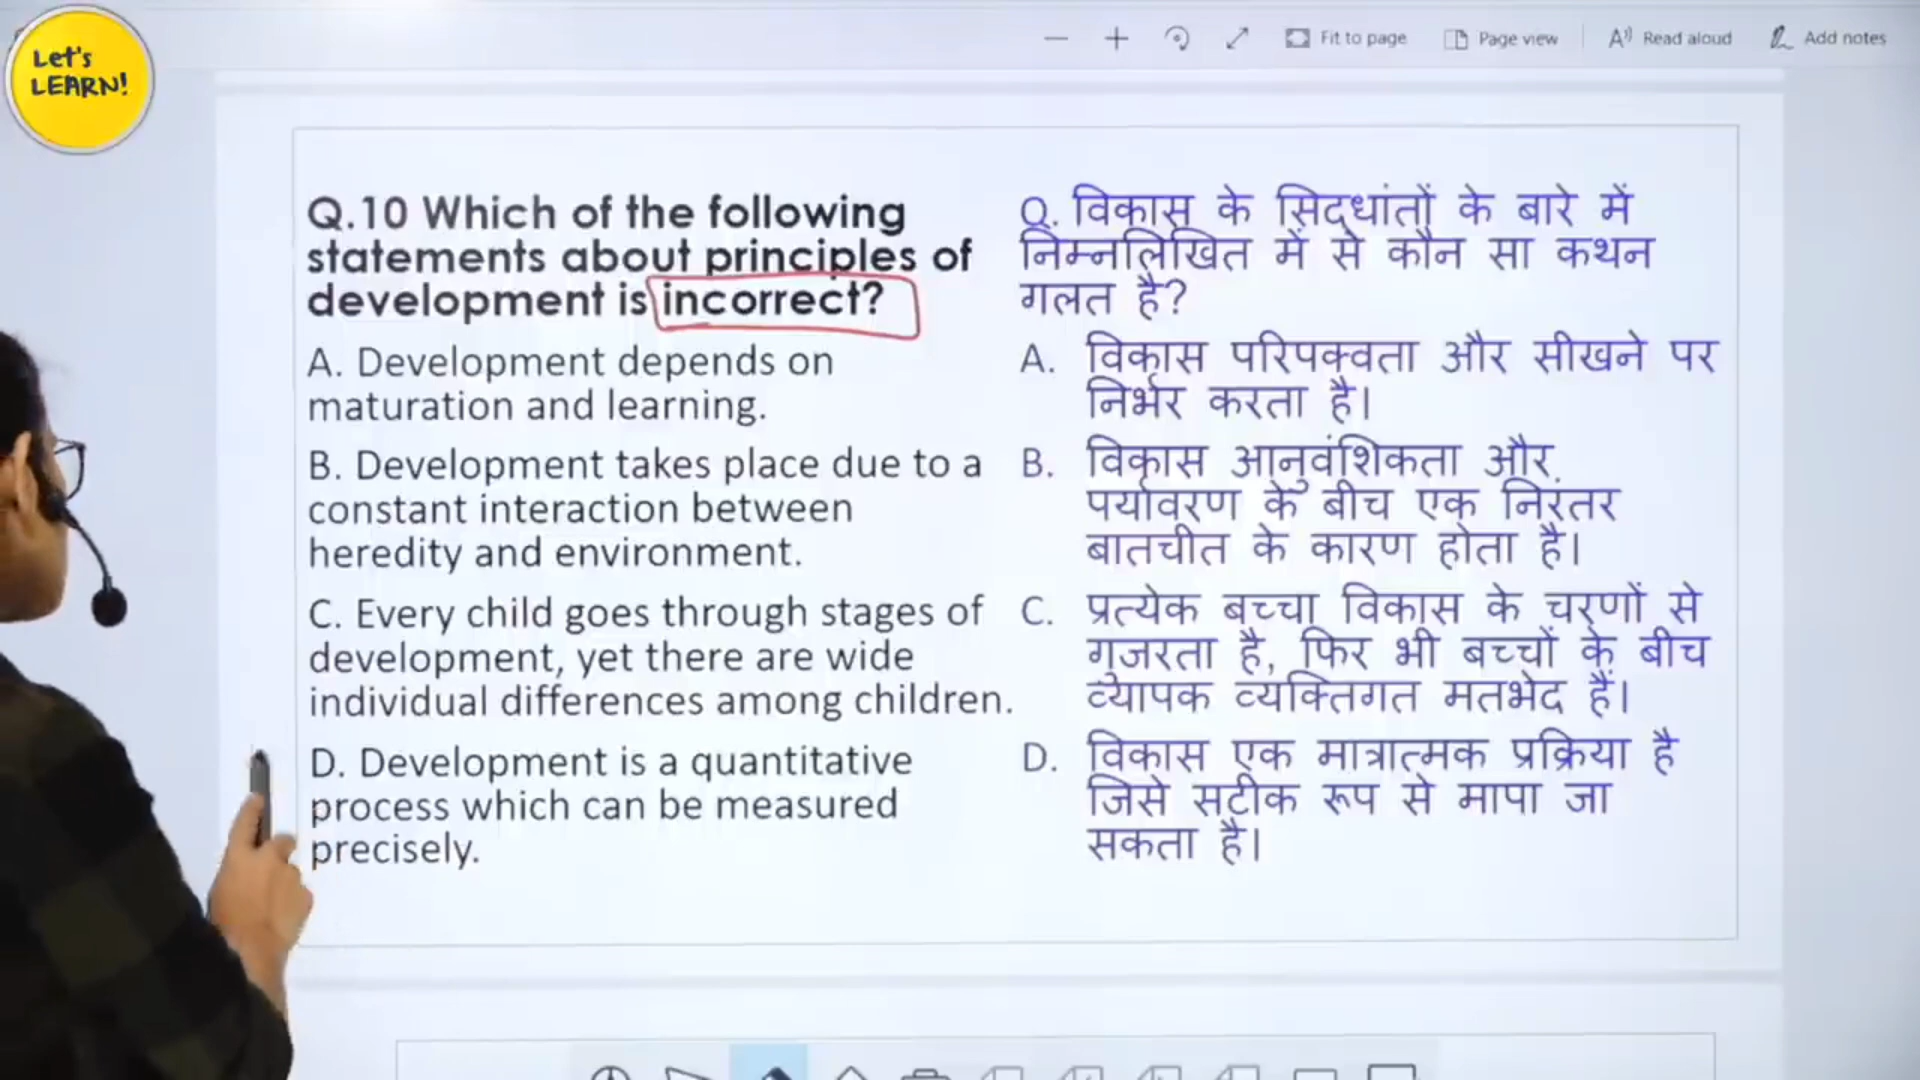 Let's
LEARN!
Fit to page
Page view
Read aloud
Add notes
Q.10 Which of the following
statements about principles of
development is incorrect?
A. Development depends on
maturation and learning.
B. Development takes place due to a
constant interaction between
heredity and environment.
C. Every child goes through stages of
development, yet there are wide
individual differences among children.
D. Development is a quantitative
process which can be measured
precisely.
Q. विकास के सिद्धांतों के बारे में
निम्नलिखित में से कौन सा कथन
गलत है?
A. विकास परिपक्वता और सीखने पर
निर्भर करता है।
B. विकास आनुवंशिकता और
पर्यावरण के बीच एक निरंतर
बातचीत के कारण होता है।
C. प्रत्येक बच्चा विकास के चरणों से
गुजरता है, फिर भी बच्चों के बीच
व्यापक व्यक्तिगत मतभेद हैं।
D. विकास एक मात्रात्मक प्रक्रिया है
जिसे सटीक रूप से मापा जा
सकता है।